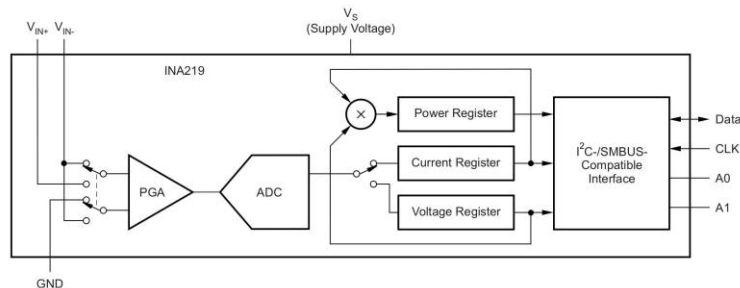 V_S
(Supply Voltage)
V_IN+ V_IN-
INA219
× Power Register
Data
I²C-/SMBUS-
Compatible
Interface
CLK
PGA
ADC
Current Register
A0
Voltage Register
A1
GND